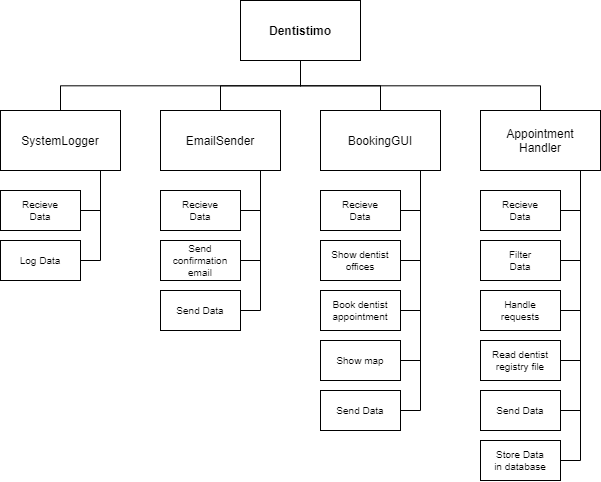 Dentistimo
SystemLogger
Recieve
Data
Log Data
EmailSender
Recieve
Data
Send
confirmation
email
Send Data
BookingGUI
Recieve
Data
Show dentist
offices
Book dentist
appointment
Show map
Send Data
Appointment
Handler
Recieve
Data
Filter
Data
Handle
requests
Read dentist
registry file
Send Data
Store Data
in database